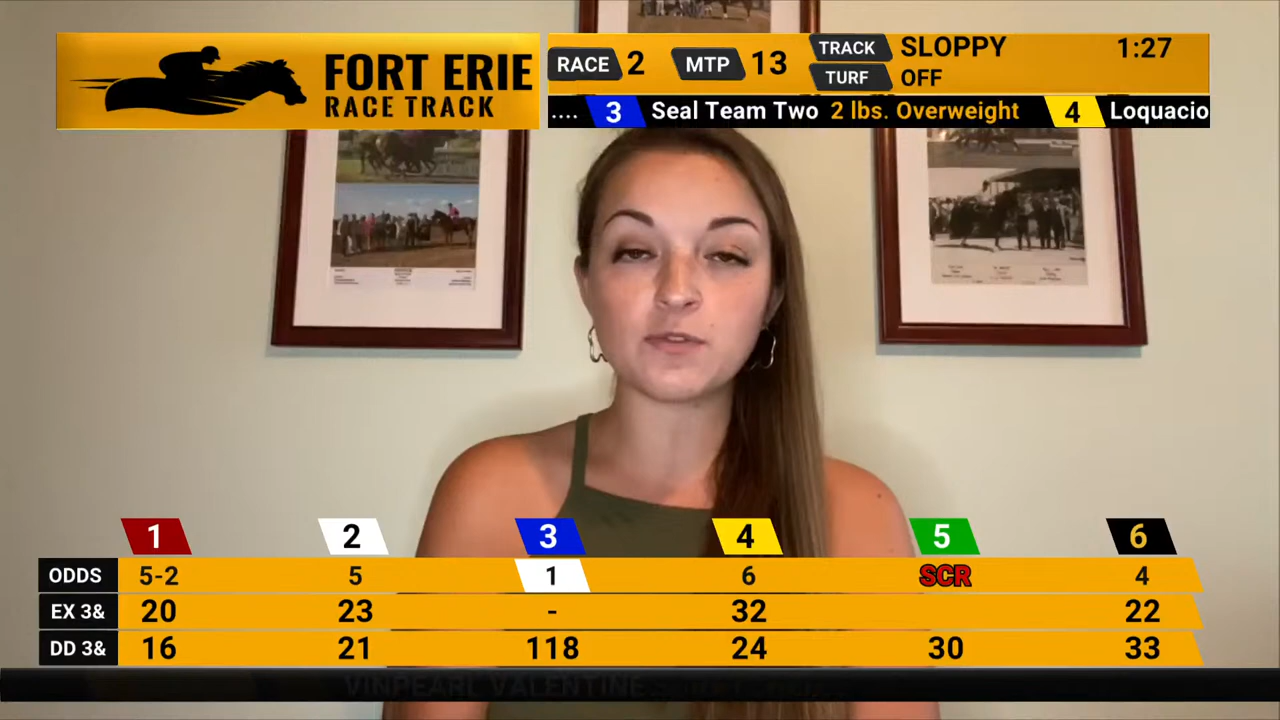 FORT ERIE
RACE TRACK
RACE 2 MTP 13 TRACK SLOPPY 1:27
TURF OFF
.... 3 Seal Team Two 2 lbs. Overweight 4 Loquacio
1 2 3 4 5 6
ODDS 5-2 5 1 6 SCR 4
EX 3& 20 23 - 32 22
DD 3& 16 21 118 24 30 33
VINPEARL VALENTINE